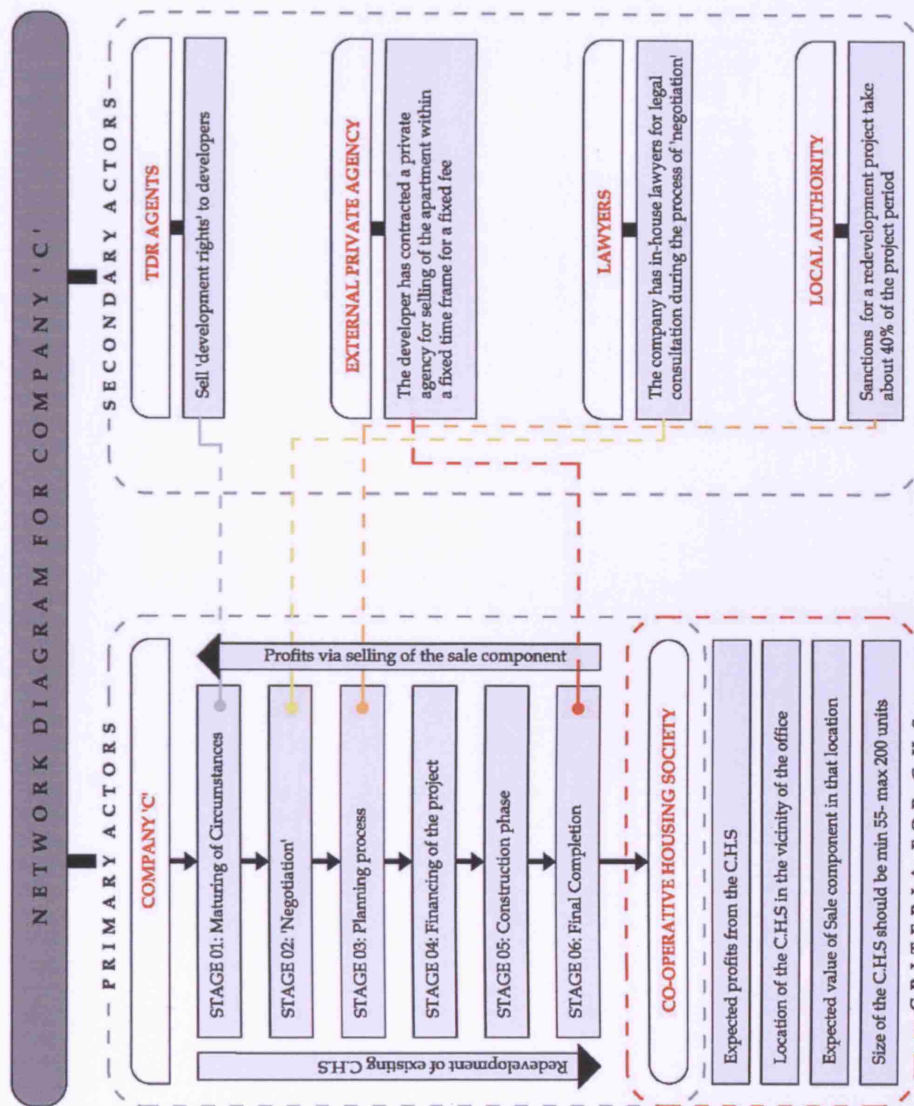 NETWORK DIAGRAM FOR COMPANY 'C'
PRIMARY ACTORS
COMPANY 'C'
Redevelopment of existing C.H.S
STAGE 01: Maturing of Circumstances
STAGE 02: 'Negotiation'
STAGE 03: Planning process
STAGE 04: Financing of the project
STAGE 05: Construction phase
STAGE 06: Final Completion
Profits via selling of the sale component
CO-OPERATIVE HOUSING SOCIETY
Expected profits from the C.H.S
Location of the C.H.S in the vicinity of the office
Expected value of Sale component in that location
Size of the C.H.S should be min 55- max 200 units
SECONDARY ACTORS
TDR AGENTS
Sell 'development rights' to developers
EXTERNAL PRIVATE AGENCY
The developer has contracted a private
agency for selling of the apartment within
a fixed time frame for a fixed fee
LAWYERS
The company has in-house lawyers for legal
consultation during the process of 'negotiation'
LOCAL AUTHORITY
Sanctions for a redevelopment project take
about 40% of the project period